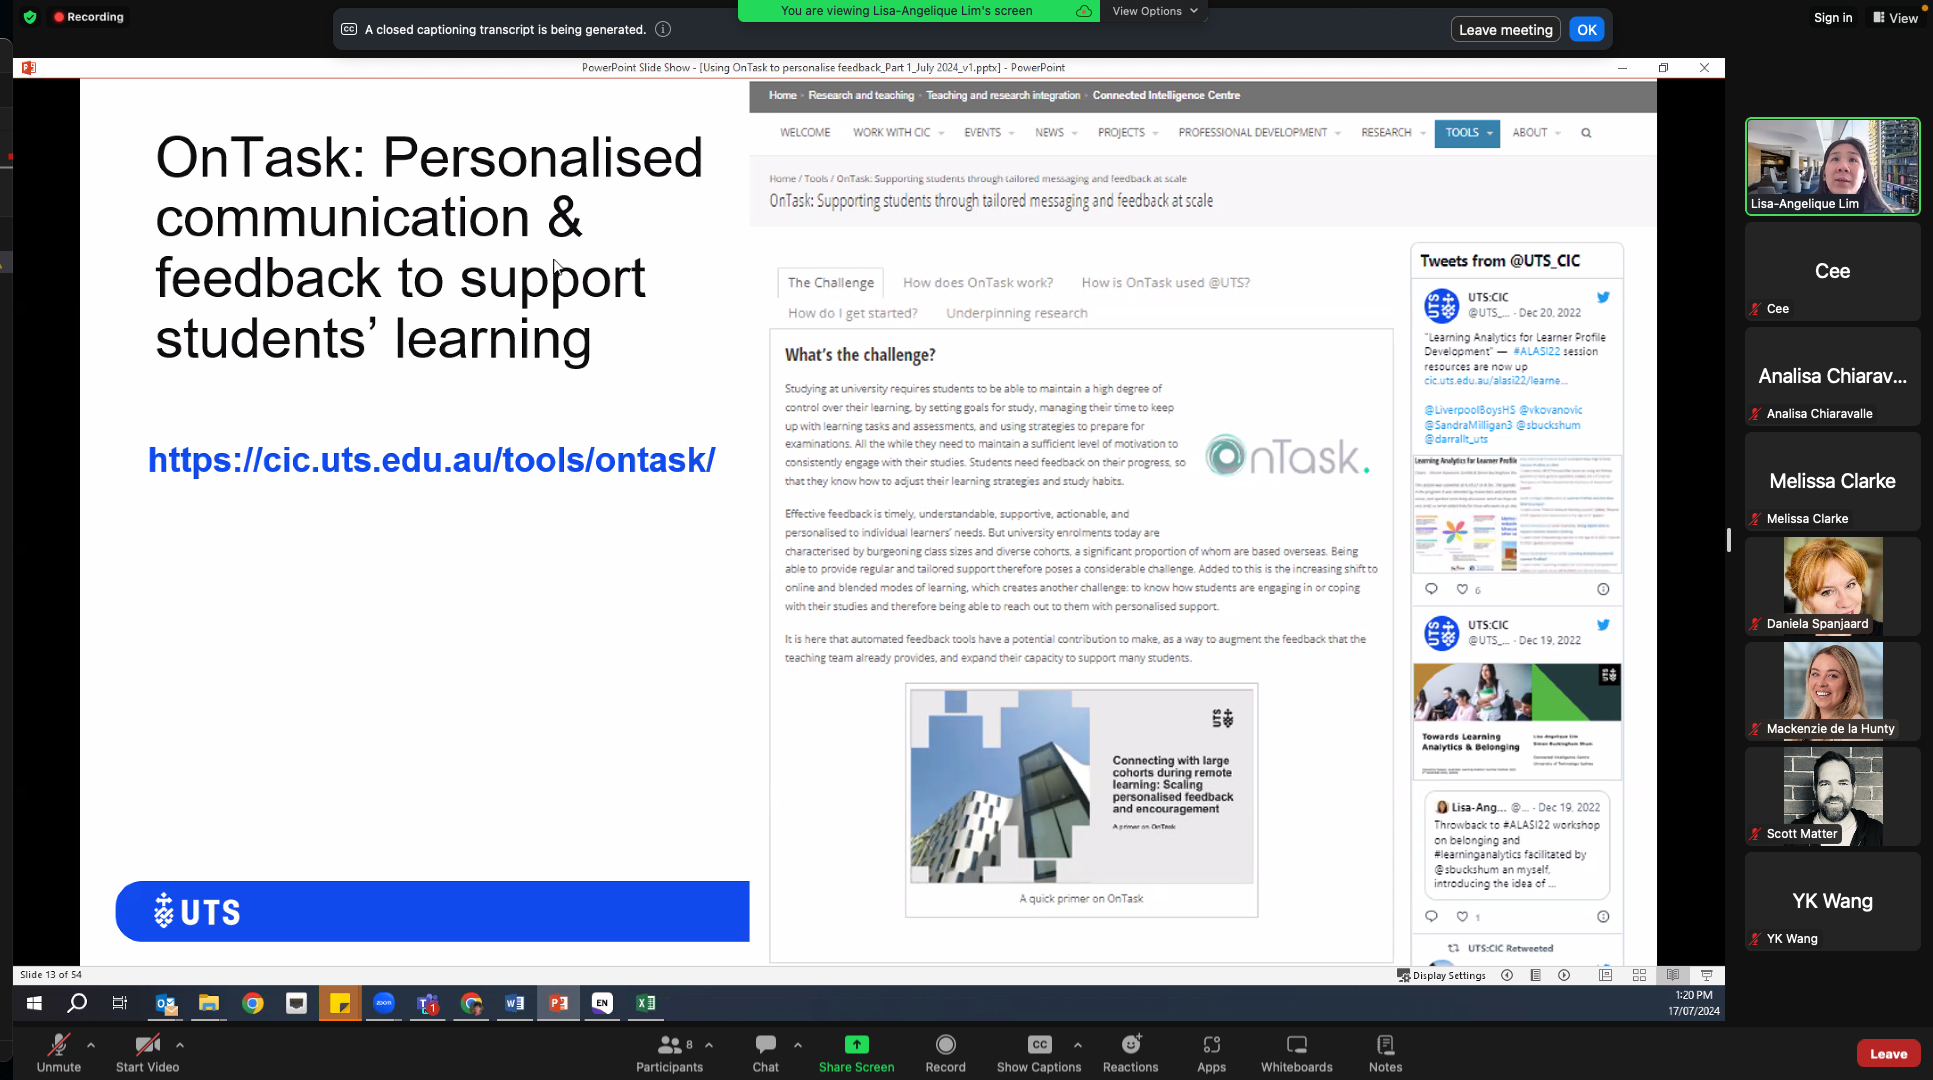 Recording
You are viewing Lisa-Angelique Lim's screen
View Options
Sign in
View
CC A closed captioning transcript is being generated.
Leave meeting
OK
PowerPoint Slide Show - [Using OnTask to personalise feedback_Part 1_July 2024_v1.pptx] - PowerPoint
OnTask: Personalised
communication &
feedback to support
students’ learning
https://cic.uts.edu.au/tools/ontask/
UTS
Home Research and teaching Teaching and research integration Connected Intelligence Centre
WELCOME WORK WITH CIC EVENTS NEWS PROJECTS PROFESSIONAL DEVELOPMENT RESEARCH TOOLS ABOUT
Home / Tools / OnTask: Supporting students through tailored messaging and feedback at scale
OnTask: Supporting students through tailored messaging and feedback at scale
The Challenge How does OnTask work? How is OnTask used @UTS?
How do I get started? Underpinning research
What's the challenge?
Studying at university requires students to be able to maintain a high degree of
control over their learning, by setting goals for study, managing their time to keep
up with learning tasks and assessments, and using strategies to prepare for
examinations. All the while they need to maintain a sufficient level of motivation to
consistently engage with their studies. Students need feedback on their progress, so
that they know how to adjust their learning strategies and study habits.
OnTask.
Effective feedback is timely, understandable, supportive, actionable, and
personalised to individual learners' needs. But university enrolments today are
characterised by burgeoning class sizes and diverse cohorts, a significant proportion of whom are based overseas. Being
able to provide regular and tailored support therefore poses a considerable challenge. Added to this is the increasing shift to
online and blended modes of learning, which creates another challenge: to know how students are engaging in or coping
with their studies and therefore being able to reach out to them with personalised support.
It is here that automated feedback tools have a potential contribution to make, as a way to augment the feedback that the
teaching team already provides, and expand their capacity to support many students.
UTS
Connecting with large
cohorts during remote
learning: Scaling
personalised feedback
and encouragement
A primer on OnTask
A quick primer on OnTask
Tweets from @UTS_CIC
UTS
UTS:CIC
@UTS_... - Dec 20, 2022
"Learning Analytics for Learner Profile
Development" — #ALASI22 session
resources are now up
cic.uts.edu.au/alasi22/learne...
@LiverpoolBoysHS @vkovanovic
@SandraMilligan3 @sbuckshum
@darrallt_uts
Learning Analytics for Learner Profile
6
UTS
UTS:CIC
@UTS_... - Dec 19, 2022
Towards Learning
Analytics & Belonging
Lisa-Angelique Lim
Simon Buckingham Shum
Connected Intelligence Centre
University of Technology Sydney
Lisa-Ang... @... - Dec 19, 2022
Throwback to #ALASI22 workshop
on belonging and
#learninganalytics facilitated by
@sbuckshum an myself,
introducing the idea of ...
1
UTS:CIC Retweeted
Lisa-Angelique Lim
Cee
Cee
Analisa Chiarav...
Analisa Chiaravalle
Melissa Clarke
Melissa Clarke
Daniela Spanjaard
Mackenzie de la Hunty
Scott Matter
YK Wang
YK Wang
Slide 13 of 54
Display Settings
zoom
1
EN
1:20 PM
17/07/2024
Unmute
Start Video
Participants 8
Chat
Share Screen
Record
CC
Show Captions
Reactions
Apps
Whiteboards
Notes
Leave